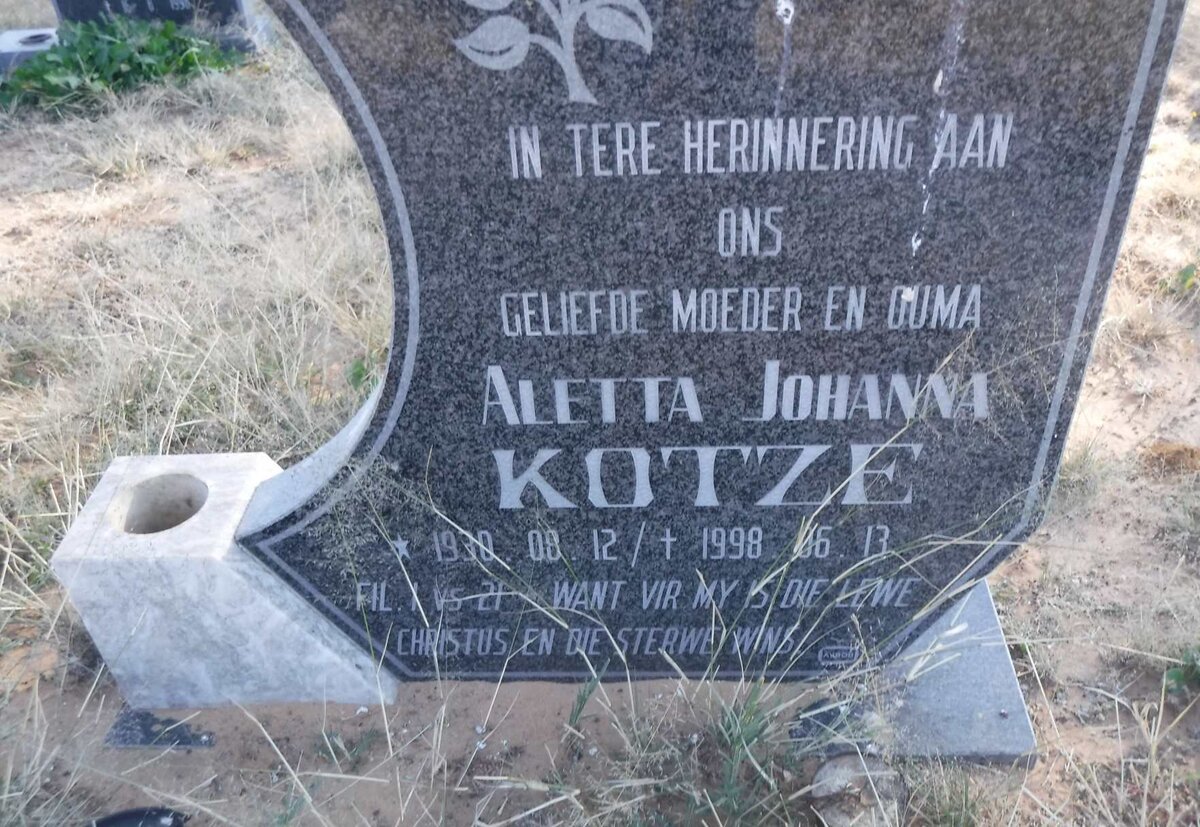 IN TERE HERINNERING AAN
ONS
GELIEFDE MOEDER EN OUMA
ALETTA JOHANNA
KOTZE
★ 1930 . 08 . 12 / † 1998 . 06 . 13
FIL. 1 VS 21 . WANT VIR MY IS DIE LEWE
CHRISTUS EN DIE STERWE WINS